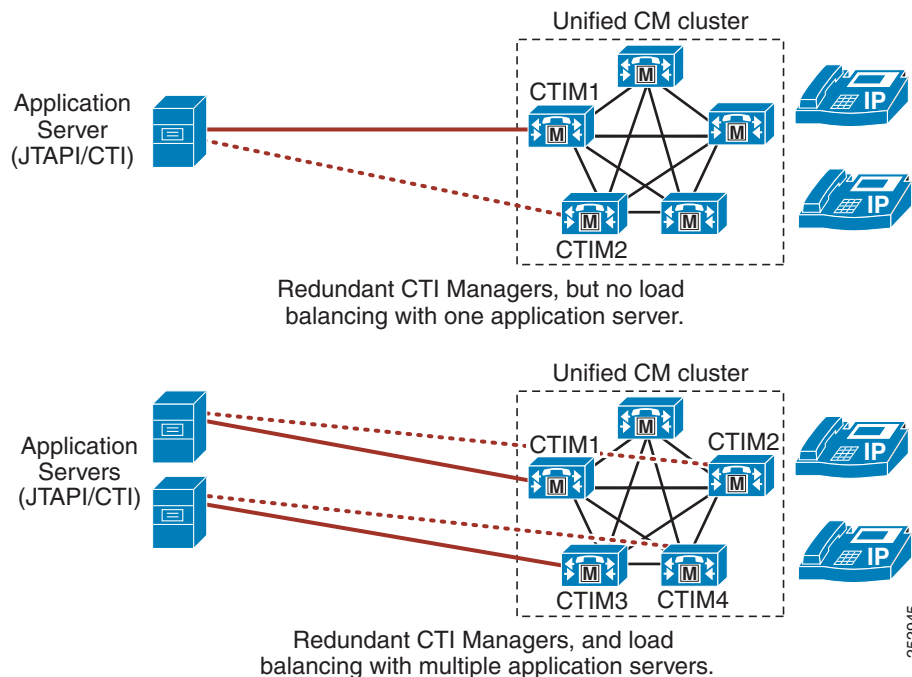 Unified CM cluster
M
Application
Server
(JTAPI/CTI)
CTIM1
M
M
IP
M
M
IP
CTIM2
Redundant CTI Managers, but no load
balancing with one application server.
Unified CM cluster
M
Application
Servers
(JTAPI/CTI)
CTIM1
CTIM2
M
M
IP
M
M
IP
CTIM3
CTIM4
Redundant CTI Managers, and load
balancing with multiple application servers.